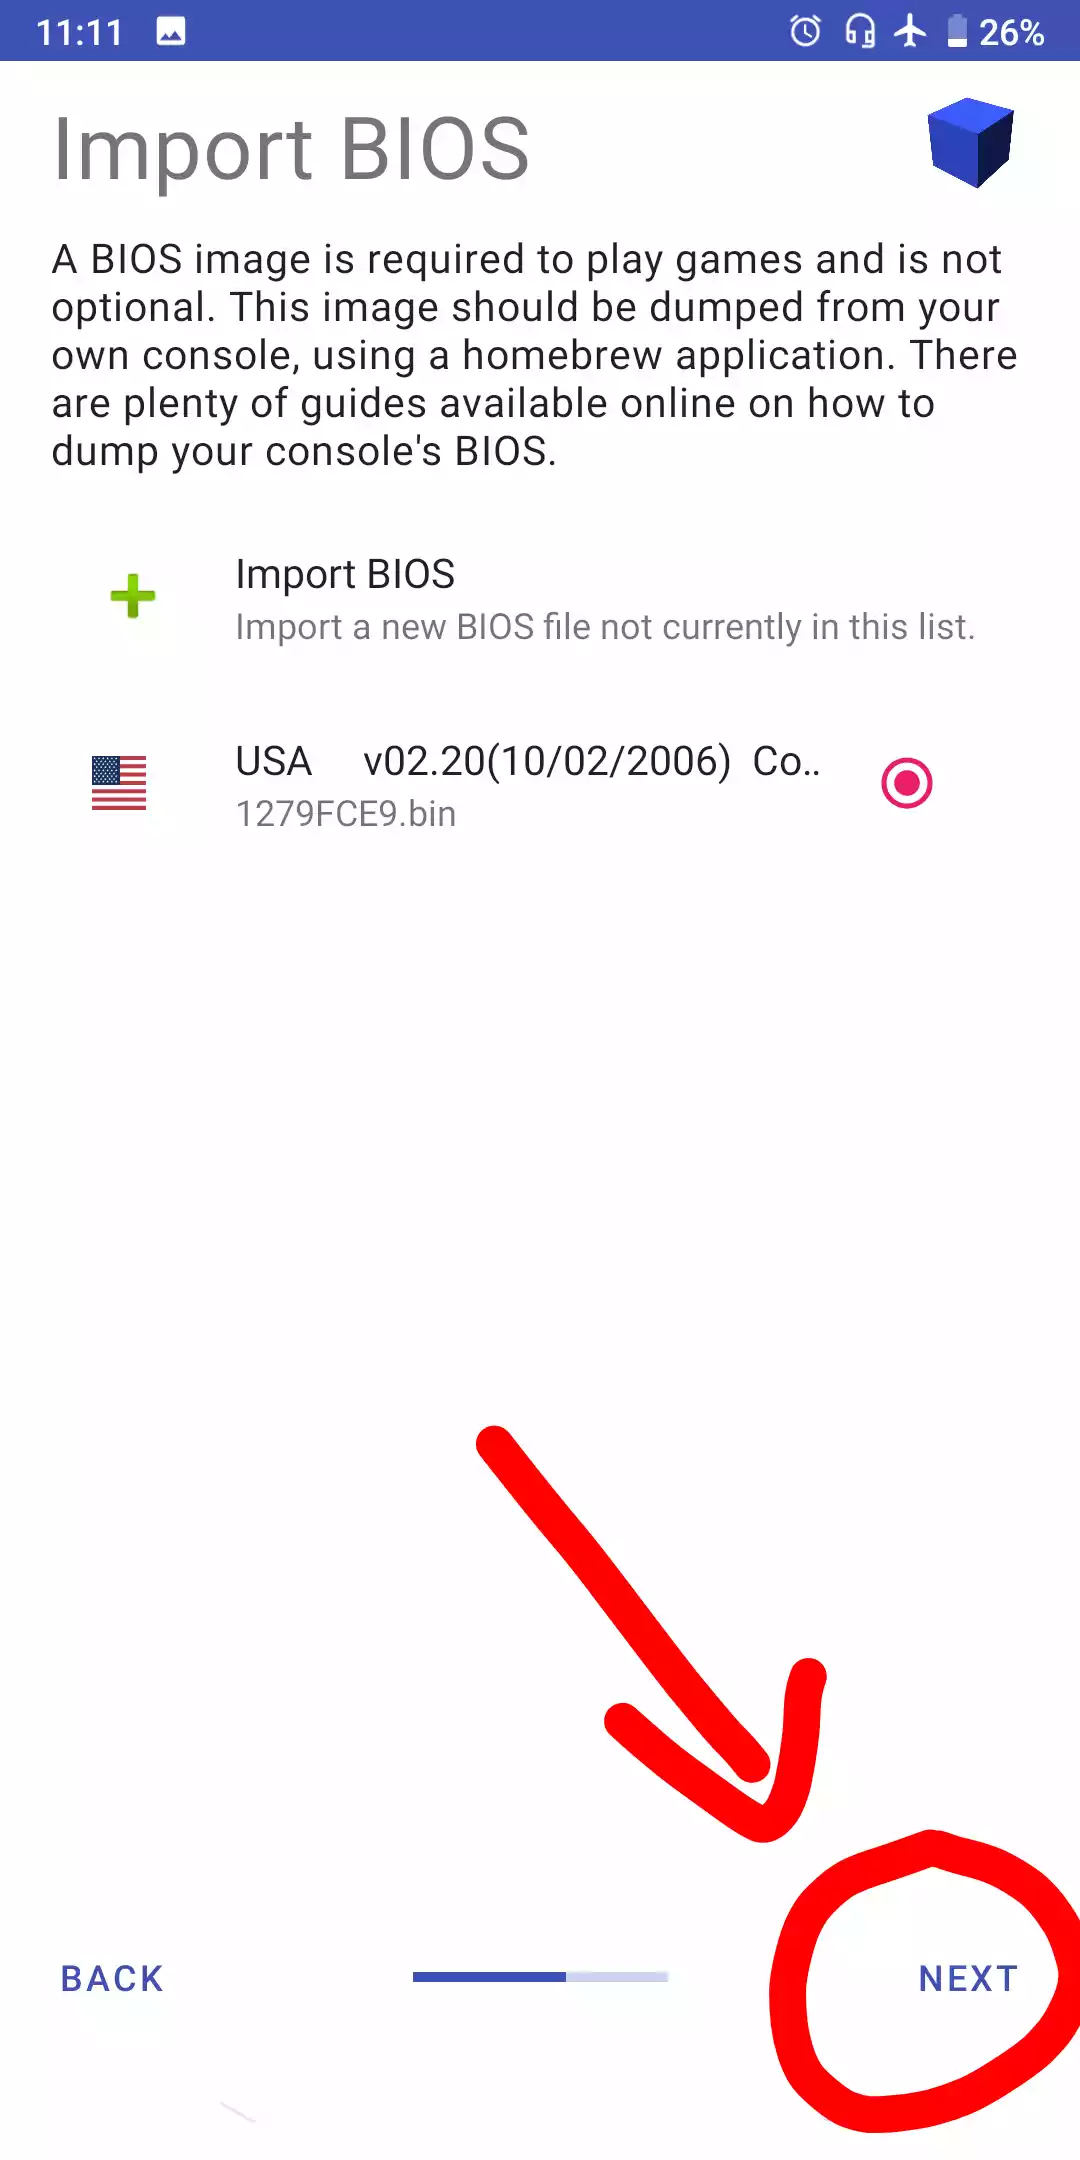 11:11 26%
Import BIOS
A BIOS image is required to play games and is not
optional. This image should be dumped from your
own console, using a homebrew application. There
are plenty of guides available online on how to
dump your console's BIOS.
Import BIOS
Import a new BIOS file not currently in this list.
USA v02.20(10/02/2006) Co..
1279FCE9.bin
BACK NEXT